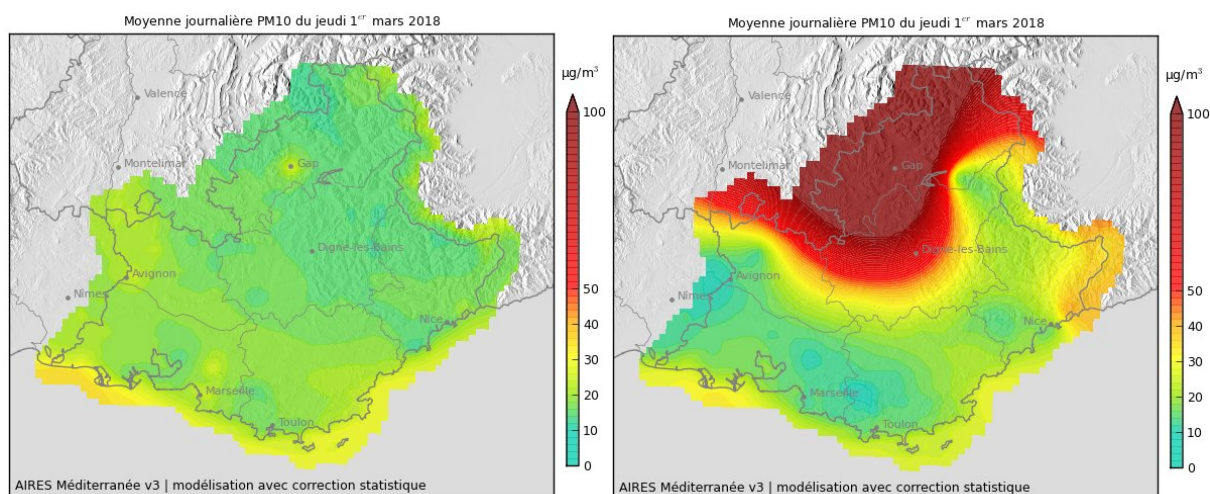 Moyenne journalière PM10 du jeudi 1er mars 2018
µg/m³
100
50
40
30
20
10
0
Valence
Montelimar
Gap
Digne-les-Bains
Avignon
Nîmes
Nice
Marseille
Toulon
AIRES Méditerranée v3 | modélisation avec correction statistique
Moyenne journalière PM10 du jeudi 1er mars 2018
µg/m³
100
50
40
30
20
10
0
Valence
Montelimar
Gap
Digne-les-Bains
Avignon
Nîmes
Nice
Marseille
Toulon
AIRES Méditerranée v3 | modélisation avec correction statistique